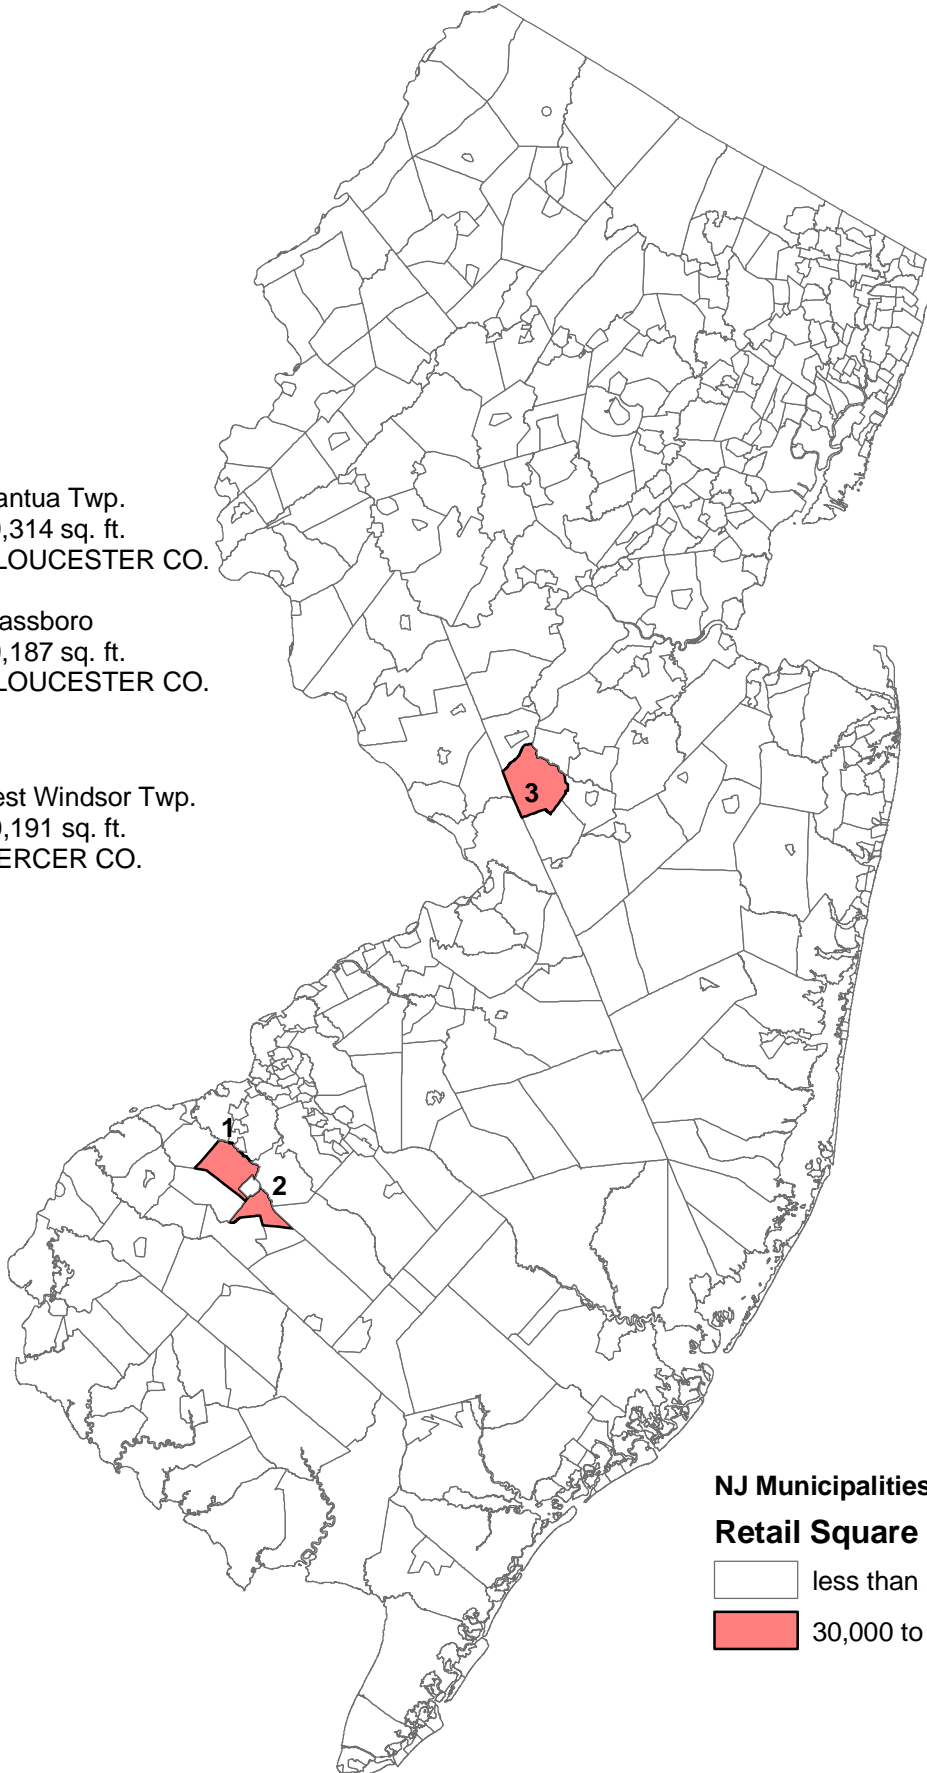 antua Twp.
,314 sq. ft.
LOUCESTER CO.
assboro
,187 sq. ft.
LOUCESTER CO.
est Windsor Twp.
,191 sq. ft.
ERCER CO.
3
1
2
NJ Municipalities
Retail Square
less than
30,000 to